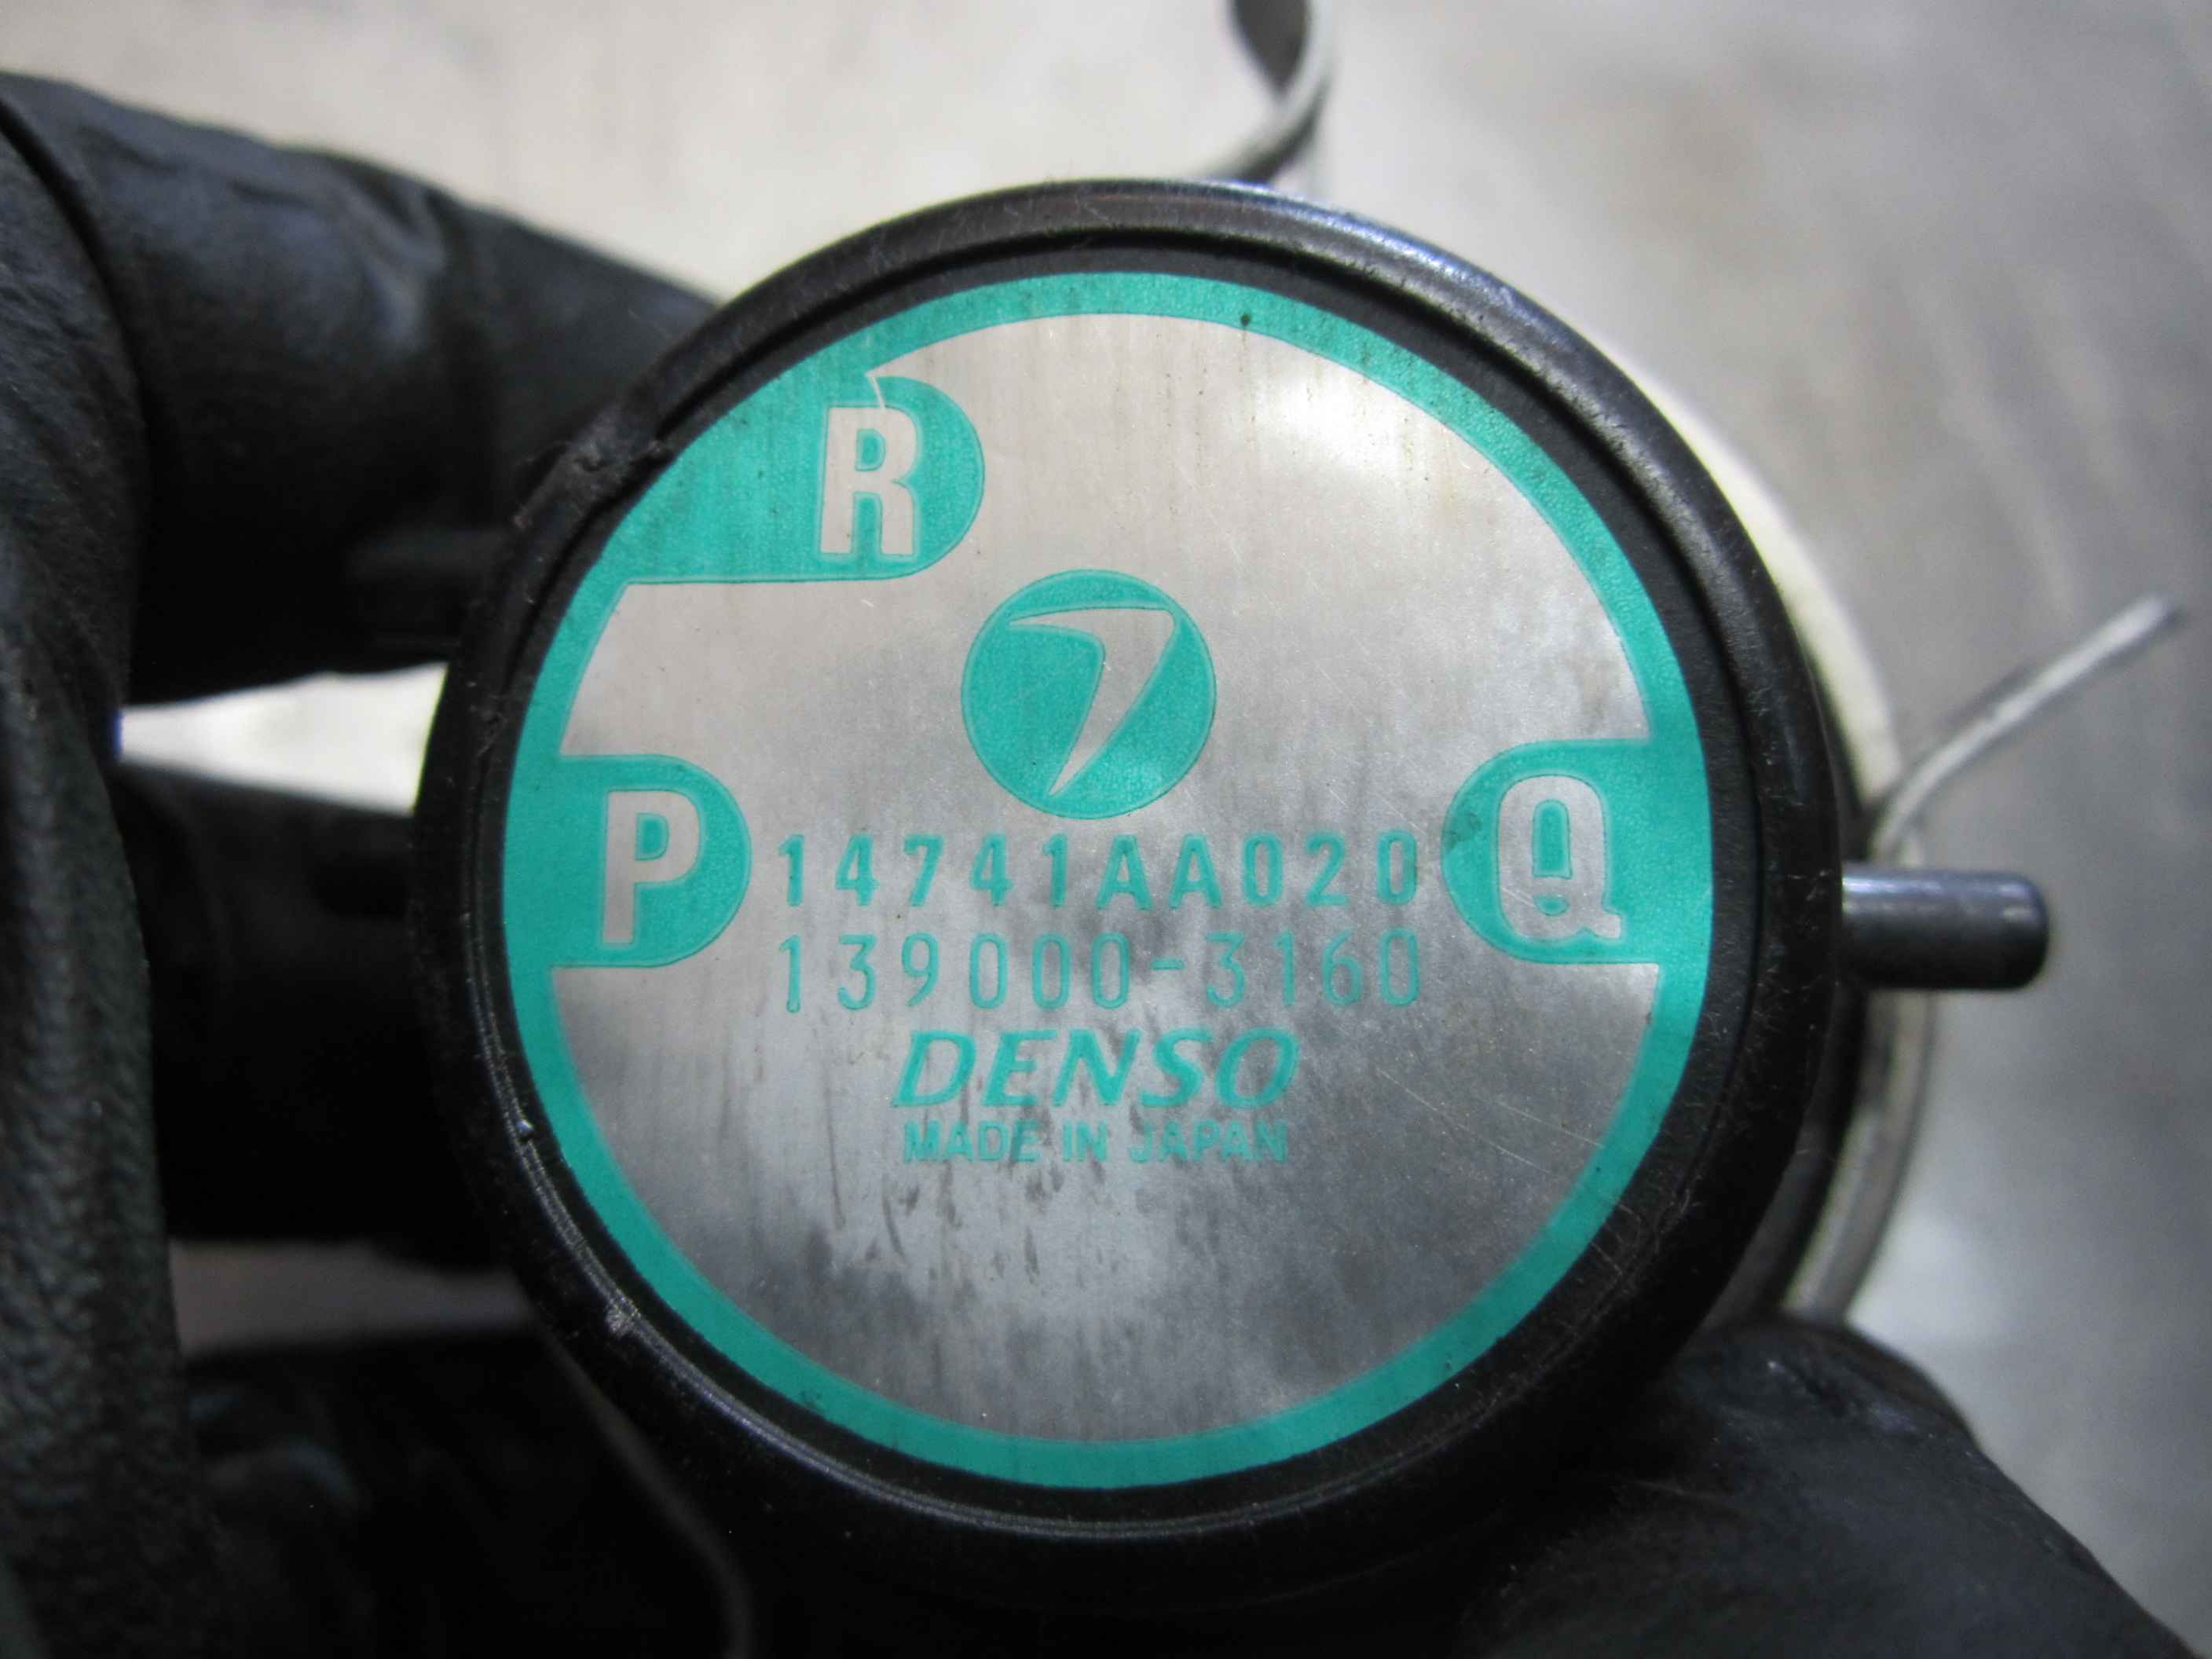 R
P
Q
14741AA020
139000-3160
DENSO
MADE IN JAPAN